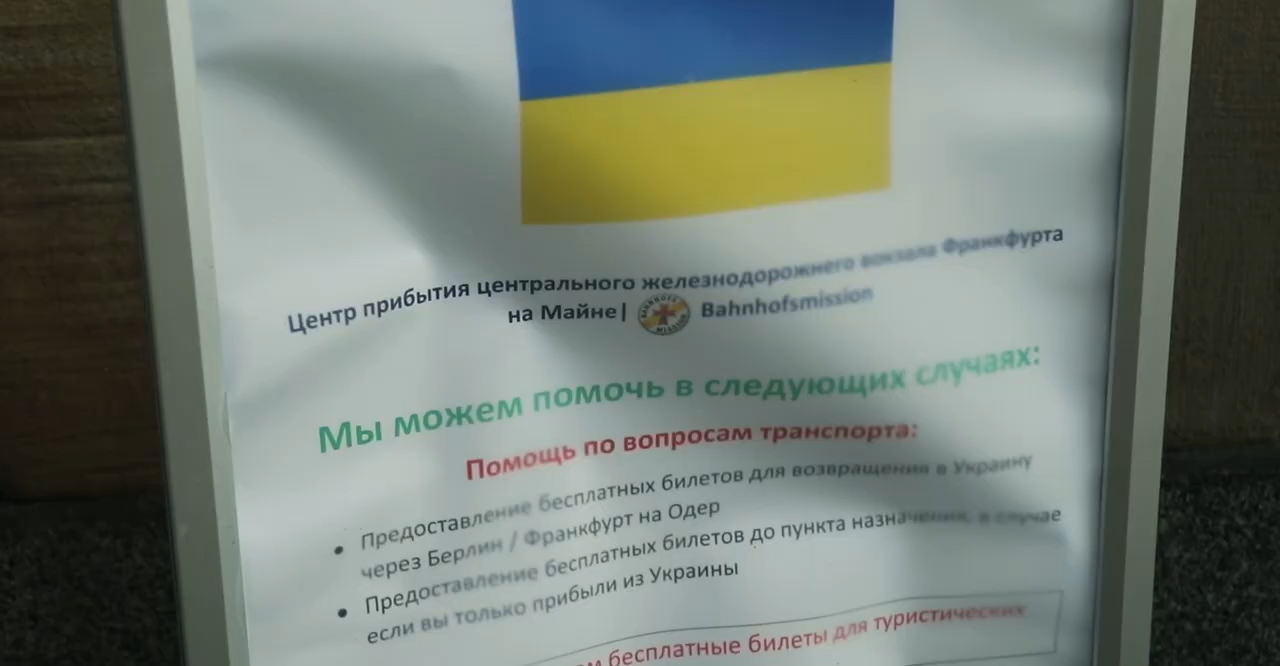 Центр прибытия центрального железнодорожнего вокзала Франкфурта
на Майне| BAHNHOFS MISSION Bahnhofsmission
Мы можем помочь в следующих случаях:
Помощь по вопросам транспорта:
• Предоставление бесплатных билетов для возвращения в Украину
через Берлин / Франкфурт на Одер
• Предоставление бесплатных билетов до пункта назначения, в случае
если вы только прибыли из Украины
бесплатные билеты для туристических